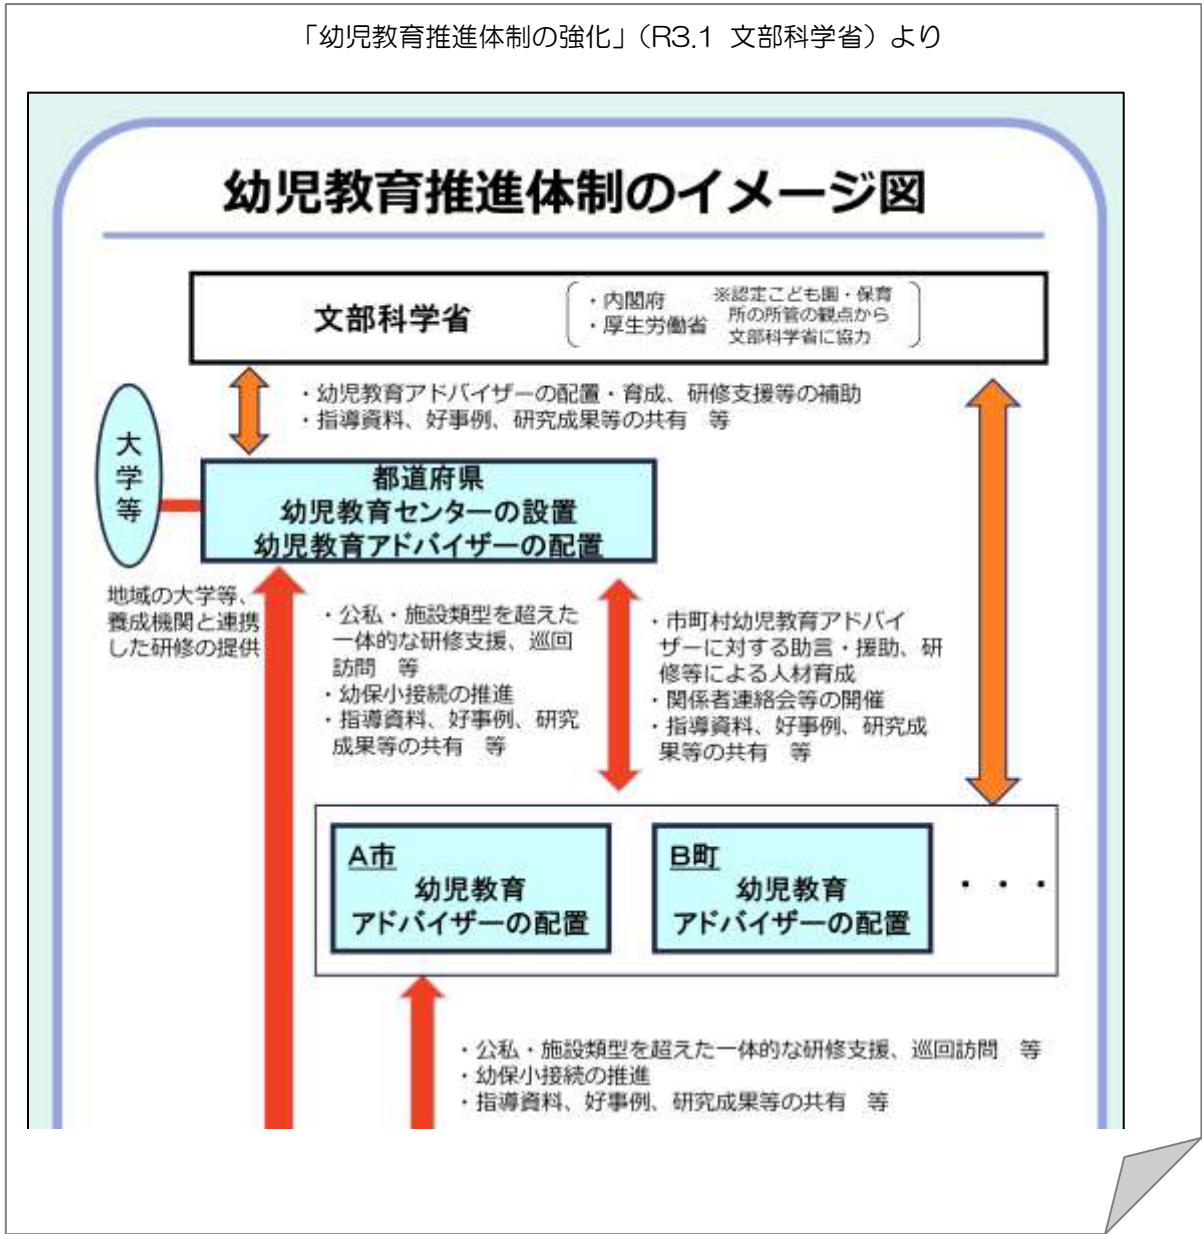 「幼児教育推進体制の強化」（R3.1 文部科学省）より
幼児教育推進体制のイメージ図
文部科学省
・内閣府
・厚生労働省
※認定こども園・保育
所の所管の観点から
文部科学省に協力
・幼児教育アドバイザーの配置・育成、研修支援等の補助
・指導資料、好事例、研究成果等の共有　等
大学等
都道府県
幼児教育センターの設置
幼児教育アドバイザーの配置
地域の大学等、
養成機関と連携
した研修の提供
・公私・施設類型を超えた
一体的な研修支援、巡回
訪問　等
・幼保小接続の推進
・指導資料、好事例、研究
成果等の共有　等
・市町村幼児教育アドバイ
ザーに対する助言・援助、研
修等による人材育成
・関係者連絡会等の開催
・指導資料、好事例、研究成
果等の共有　等
A市
幼児教育
アドバイザーの配置
B町
幼児教育
アドバイザーの配置
・・・
・公私・施設類型を超えた一体的な研修支援、巡回訪問　等
・幼保小接続の推進
・指導資料、好事例、研究成果等の共有　等